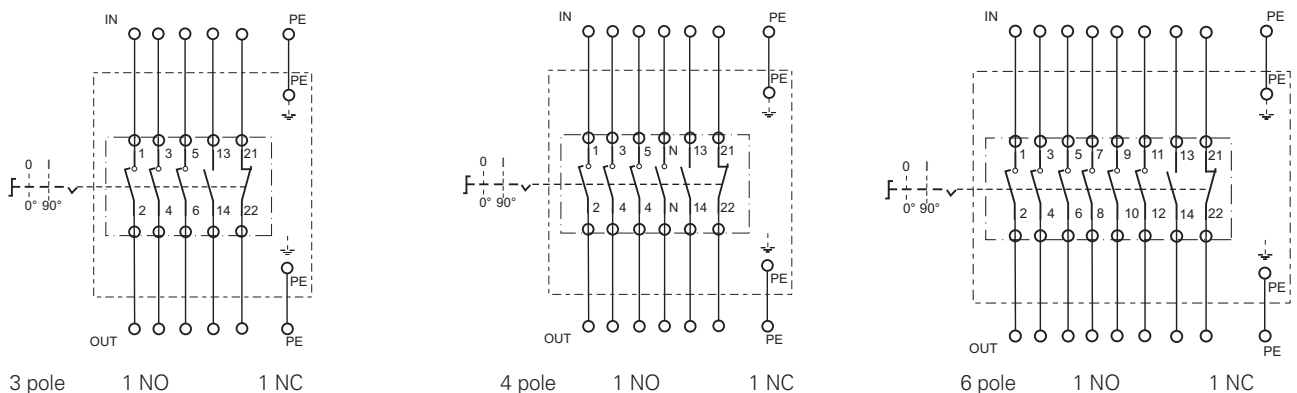 IN PE
PE
1 3 5 13 21
0 I
0° 90°
2 4 6 14 22
PE
OUT PE
3 pole 1 NO 1 NC
IN PE
PE
1 3 5 N 13 21
0 I
0° 90°
2 4 4 N 14 22
PE
OUT PE
4 pole 1 NO 1 NC
IN PE
PE
1 3 5 7 9 11 13 21
0 I
0° 90°
2 4 6 8 10 12 14 22
PE
OUT PE
6 pole 1 NO 1 NC